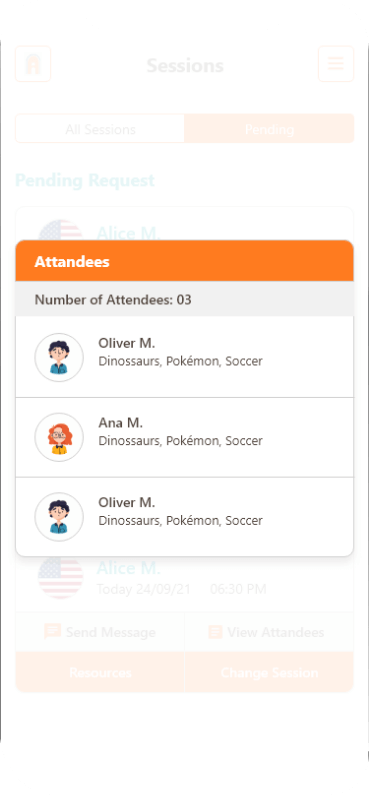 Sessions
All Sessions
Pending
Pending Request
Alice M.
Attandees
Number of Attendees: 03
Oliver M.
Dinossaurs, Pokémon, Soccer
Ana M.
Dinossaurs, Pokémon, Soccer
Oliver M.
Dinossaurs, Pokémon, Soccer
Alice M.
Today 24/09/21 06:30 PM
Send Message
View Attandees
Resources
Change Session